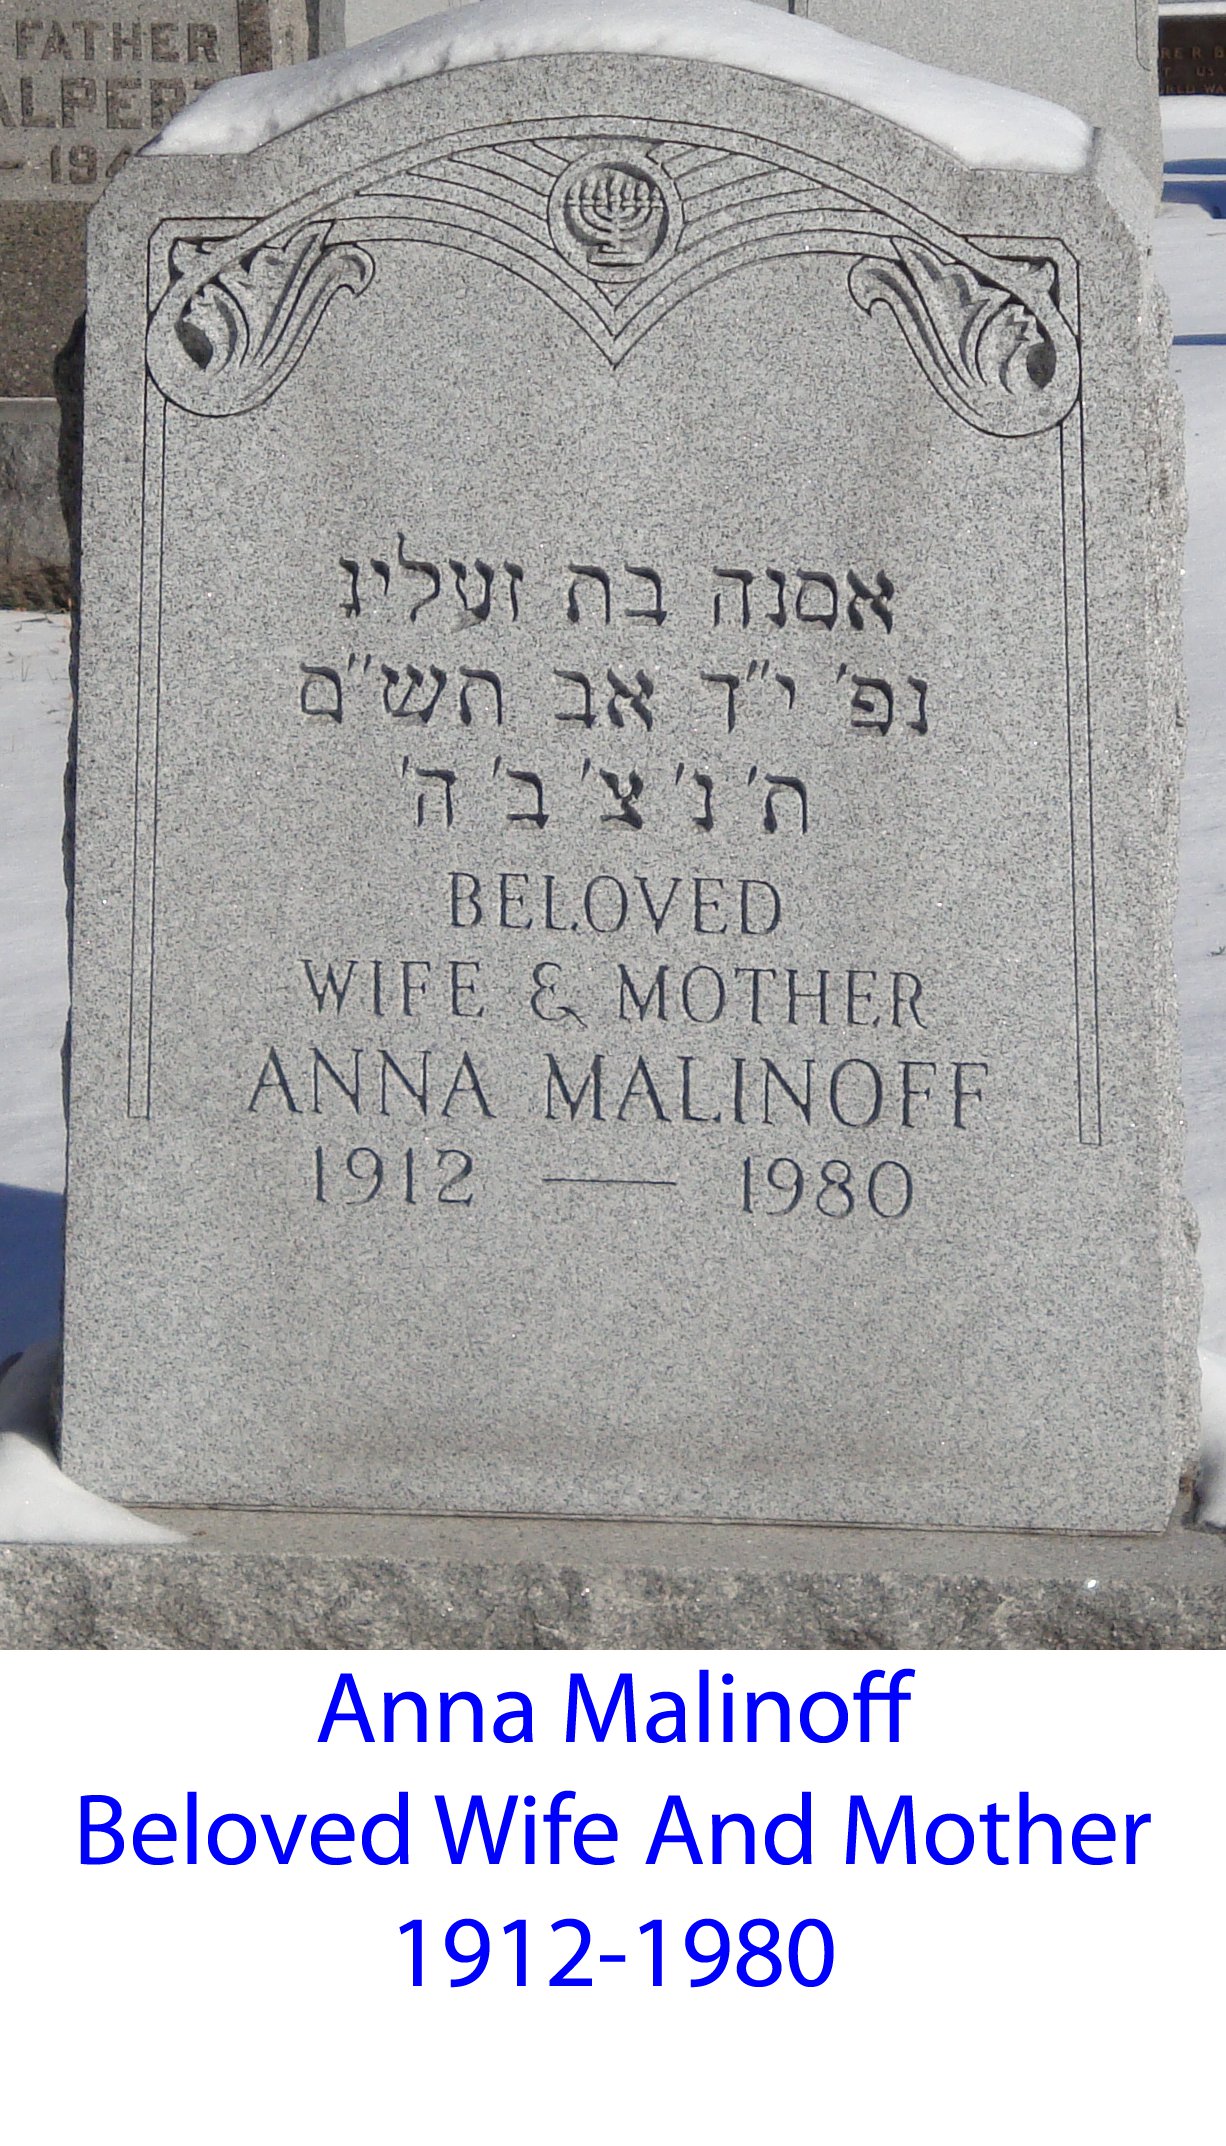 FATHER
אסנה בת זעליג
נפ' י"ד אב תש"ם
ת' נ' צ' ב' ה'
BELOVED
WIFE & MOTHER
ANNA MALINOFF
1912 — 1980
Anna Malinoff
Beloved Wife And Mother
1912-1980